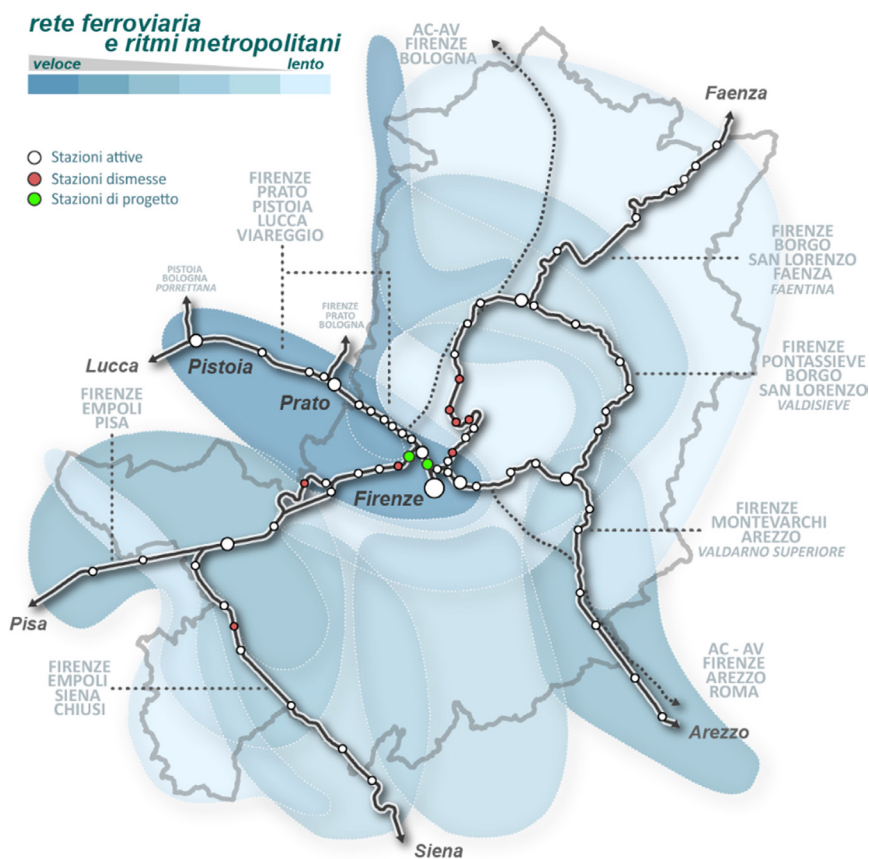 rete ferroviaria
e ritmi metropolitani
veloce
lento
Stazioni attive
Stazioni dismesse
Stazioni di progetto
AC-AV
FIRENZE
BOLOGNA
Faenza
FIRENZE
PRATO
PISTOIA
LUCCA
VIAREGGIO
FIRENZE
BORGO
SAN LORENZO
FAENZA
FAENTINA
PISTOIA
BOLOGNA
PORRETTANA
FIRENZE
PRATO
BOLOGNA
Lucca
Pistoia
Prato
FIRENZE
PONTASSIEVE
BORGO
SAN LORENZO
VALDISIEVE
FIRENZE
EMPOLI
PISA
Firenze
FIRENZE
MONTEVARCHI
AREZZO
VALDARNO SUPERIORE
Pisa
FIRENZE
EMPOLI
SIENA
CHIUSI
AC - AV
FIRENZE
AREZZO
ROMA
Arezzo
Siena